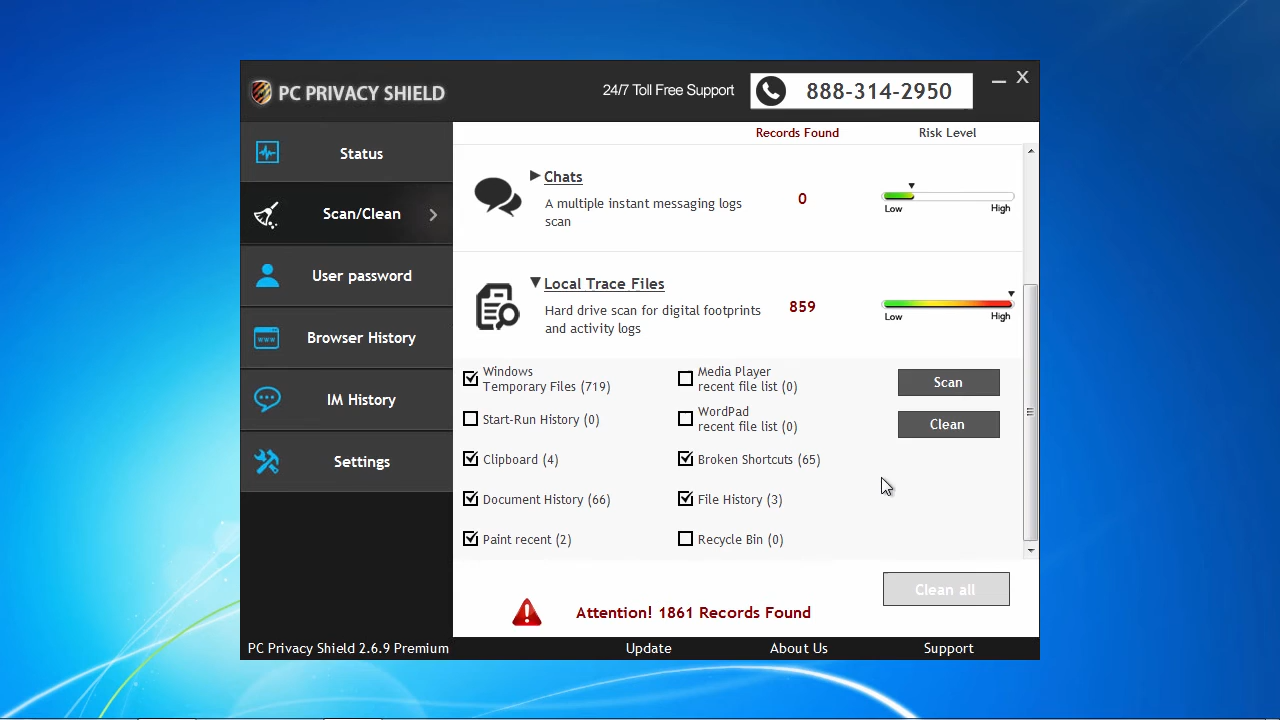 PC PRIVACY SHIELD
24/7 Toll Free Support
888-314-2950
X
Status
Scan/Clean
User password
Browser History
IM History
Settings
Records Found
Risk Level
Chats
A multiple instant messaging logs
scan
0
Low
High
Local Trace Files
Hard drive scan for digital footprints
and activity logs
859
Low
High
Windows
Temporary Files (719)
Media Player
recent file list (0)
Scan
Start-Run History (0)
WordPad
recent file list (0)
Clean
Clipboard (4)
Broken Shortcuts (65)
Document History (66)
File History (3)
Paint recent (2)
Recycle Bin (0)
Clean all
Attention! 1861 Records Found
PC Privacy Shield 2.6.9 Premium
Update
About Us
Support